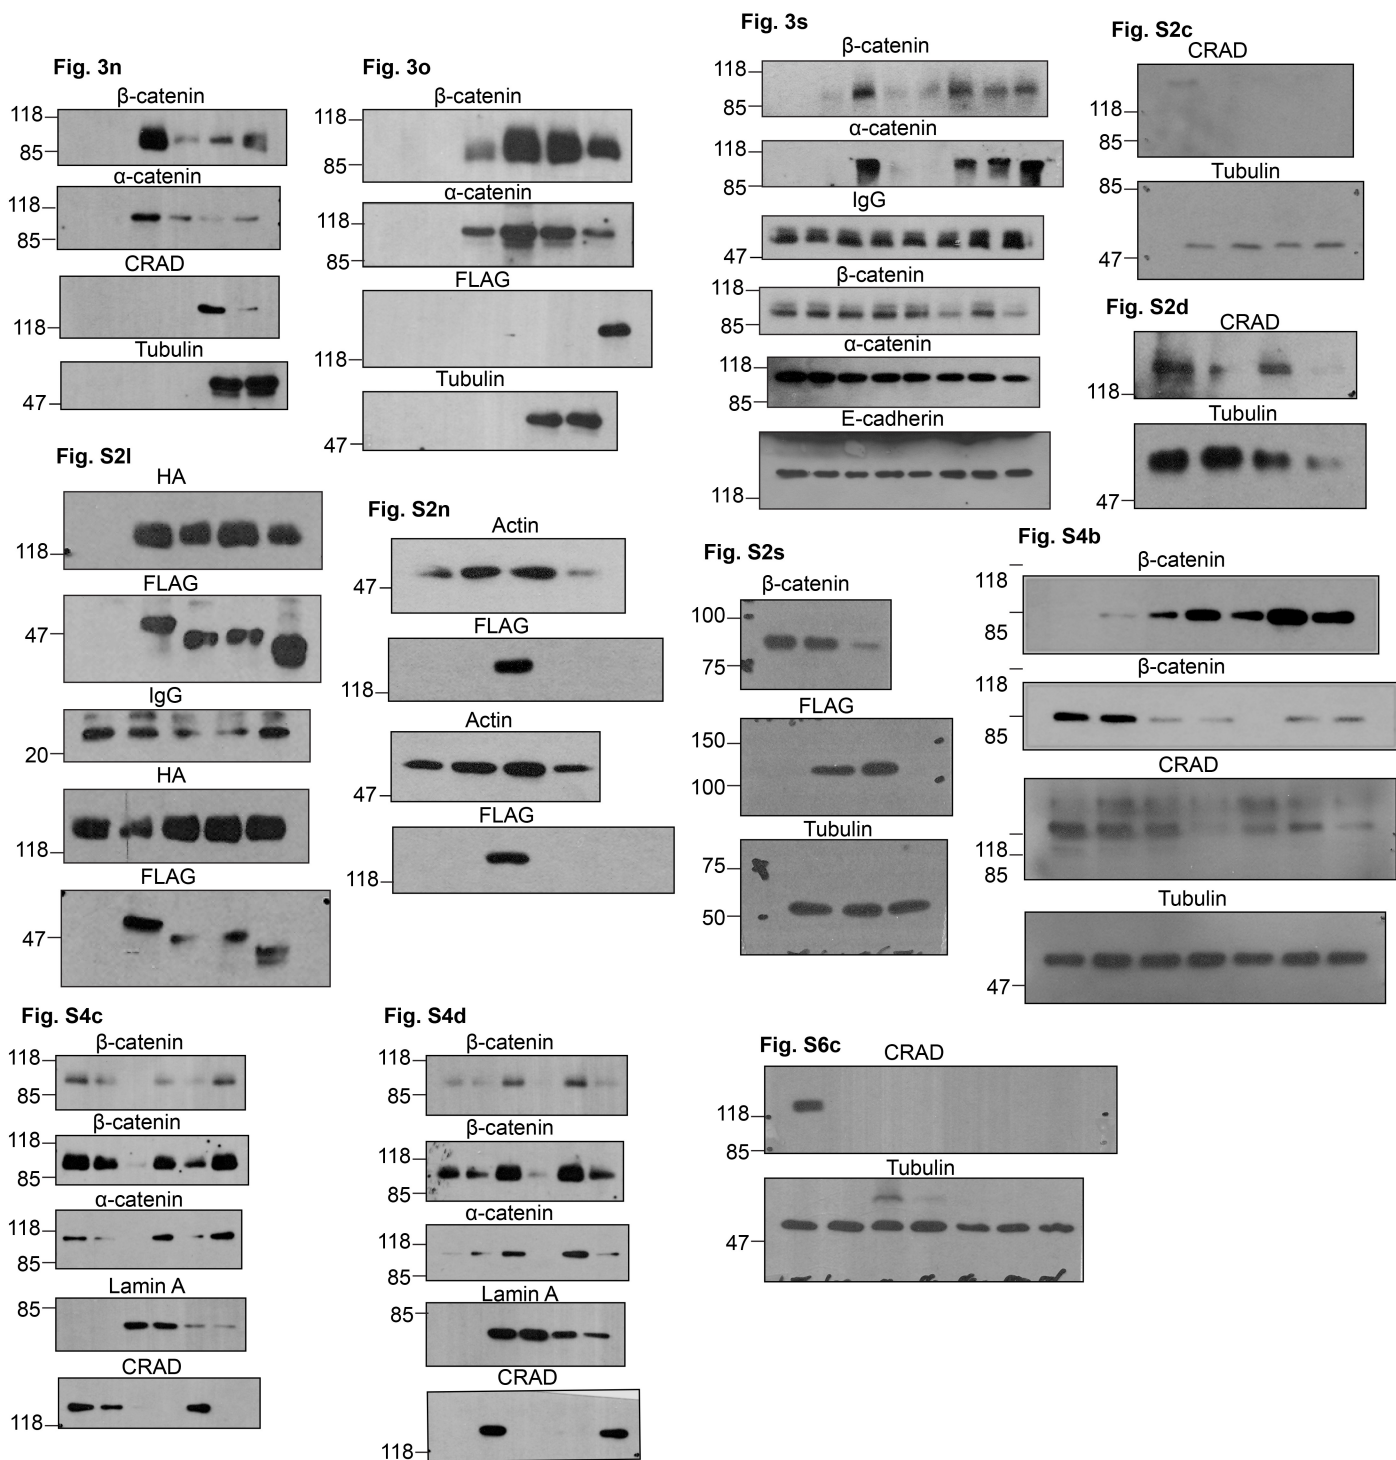 Fig. 3n
β-catenin
118
85
α-catenin
118
85
CRAD
118
Tubulin
47
Fig. 3o
β-catenin
118
85
α-catenin
118
85
FLAG
118
Tubulin
47
Fig. 3s
β-catenin
118
85
α-catenin
118
85
IgG
47
β-catenin
118
85
α-catenin
118
85
E-cadherin
118
Fig. S2c
CRAD
118
85
Tubulin
85
47
Fig. S2d
CRAD
118
Tubulin
47
Fig. S2l
HA
118
FLAG
47
IgG
20
HA
118
FLAG
47
Fig. S2n
Actin
47
FLAG
118
Actin
47
FLAG
118
Fig. S2s
β-catenin
100
75
FLAG
150
100
Tubulin
75
50
Fig. S4b
β-catenin
118
85
β-catenin
118
85
CRAD
118
85
Tubulin
47
Fig. S4c
β-catenin
118
85
β-catenin
118
85
α-catenin
118
85
Lamin A
85
CRAD
118
Fig. S4d
β-catenin
118
85
β-catenin
118
85
α-catenin
118
85
Lamin A
85
CRAD
118
Fig. S6c
CRAD
118
85
Tubulin
47